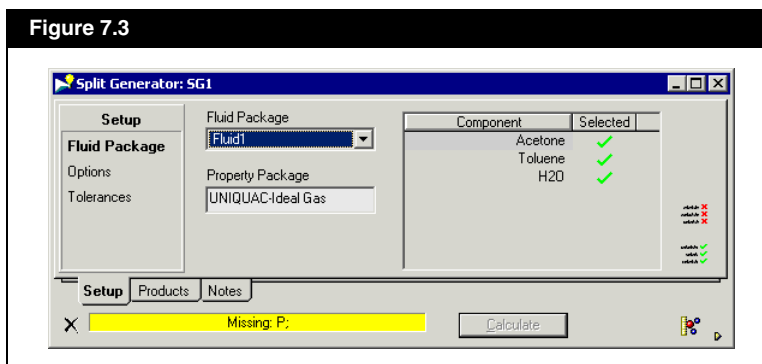 Figure 7.3
Split Generator: SG1
Setup
Fluid Package
Options
Tolerances
Fluid Package
Fluid1
Property Package
UNIQUAC-Ideal Gas
Component Selected
Acetone
Toluene
H2O
Setup Products Notes
Missing: P;
Calculate